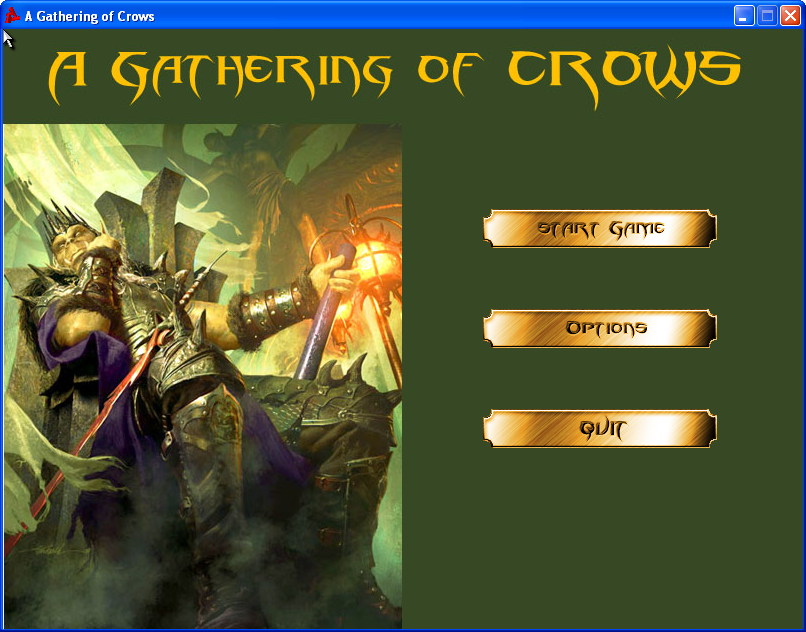 A Gathering of Crows
A GATHERING OF CROWS
START GAME
OPTIONS
QUIT